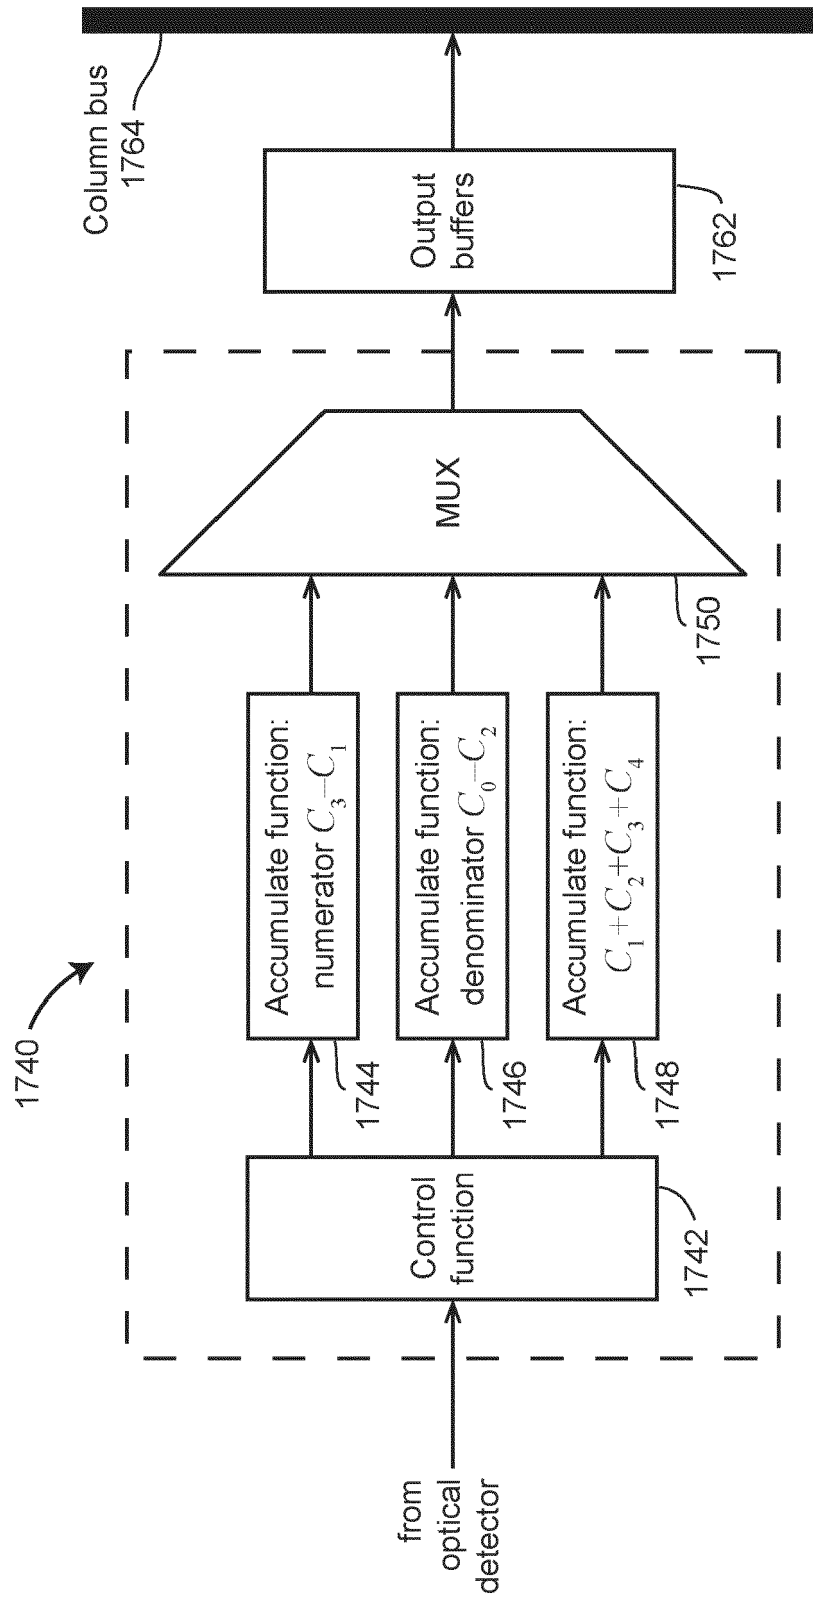 1740
from
optical
detector
Control
function
1742
Accumulate function:
numerator C₃–C₁
1744
Accumulate function:
denominator C₀–C₂
1746
Accumulate function:
C₁+C₂+C₃+C₄
1748
MUX
1750
Output
buffers
1762
Column bus
1764